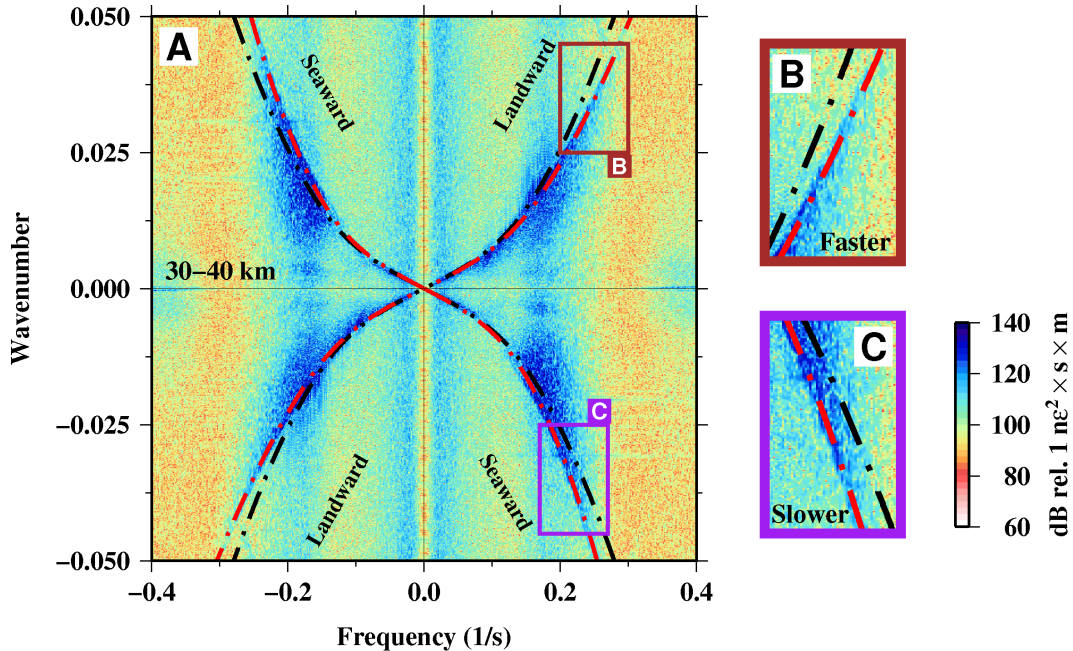 A
Seaward
Landward
B
30−40 km
C
Landward
Seaward
0.050
0.025
0.000
−0.025
−0.050
Wavenumber
−0.4
−0.2
0.0
0.2
0.4
Frequency (1/s)
B
Faster
C
Slower
140
120
100
80
60
dB rel. 1 nε² × s × m